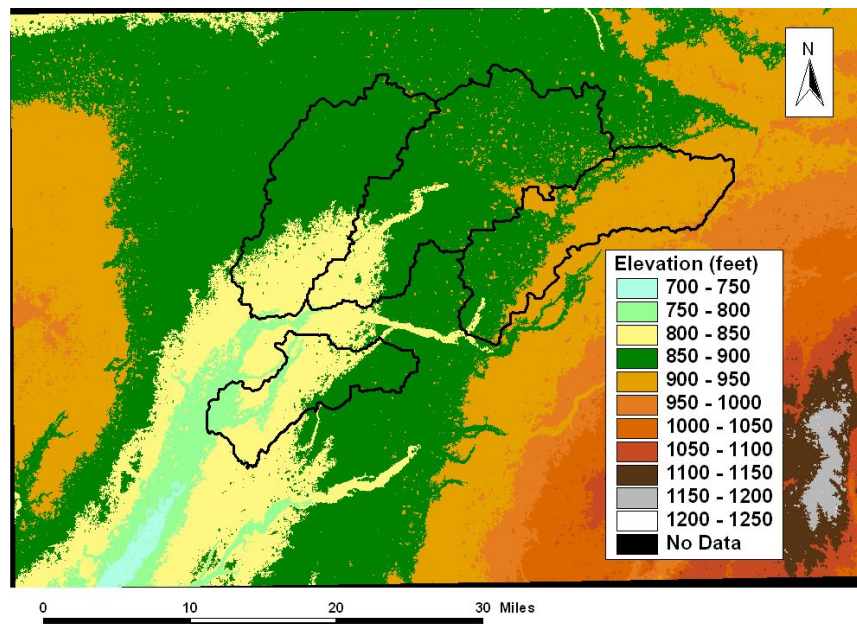 N
Elevation (feet)
700 - 750
750 - 800
800 - 850
850 - 900
900 - 950
950 - 1000
1000 - 1050
1050 - 1100
1100 - 1150
1150 - 1200
1200 - 1250
No Data
0 10 20 30 Miles